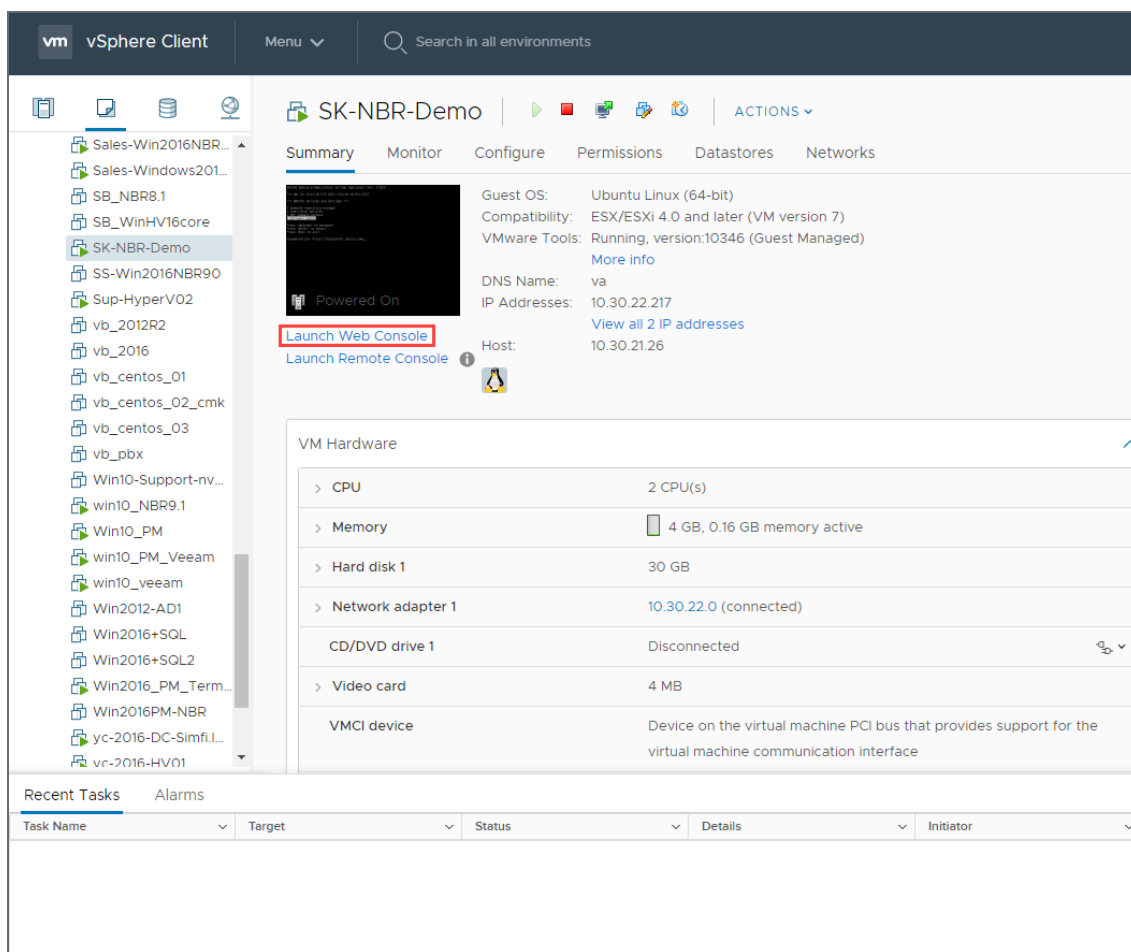 vm vSphere Client Menu Search in all environments
SK-NBR-Demo ACTIONS
Summary Monitor Configure Permissions Datastores Networks
Sales-Win2016NBR...
Sales-Windows201...
SB_NBR8.1
SB_WinHV16core
SK-NBR-Demo
SS-Win2016NBR90
Sup-HyperV02
vb_2012R2
vb_2016
vb_centos_01
vb_centos_02_cmk
vb_centos_03
vb_pbx
Win10-Support-nv...
win10_NBR9.1
Win10_PM
win10_PM_Veeam
win10_veeam
Win2012-AD1
Win2016+SQL
Win2016+SQL2
Win2016_PM_Term...
Win2016PM-NBR
yc-2016-DC-Simfi.l...
yc-2016-HV01
Powered On
Launch Web Console
Launch Remote Console
Guest OS: Ubuntu Linux (64-bit)
Compatibility: ESX/ESXi 4.0 and later (VM version 7)
VMware Tools: Running, version:10346 (Guest Managed)
More info
DNS Name: va
IP Addresses: 10.30.22.217
View all 2 IP addresses
Host: 10.30.21.26
VM Hardware
CPU 2 CPU(s)
Memory 4 GB, 0.16 GB memory active
Hard disk 1 30 GB
Network adapter 1 10.30.22.0 (connected)
CD/DVD drive 1 Disconnected
Video card 4 MB
VMCI device Device on the virtual machine PCI bus that provides support for the
virtual machine communication interface
Recent Tasks Alarms
Task Name Target Status Details Initiator